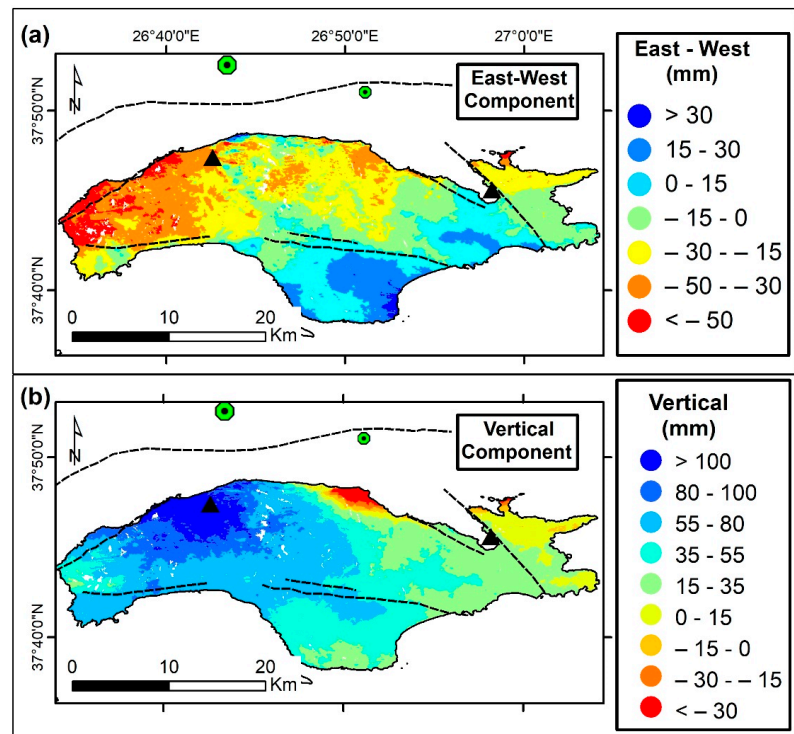 (a)
26°40'0"E 26°50'0"E 27°0'0"E
East-West
Component
N
37°50'0"N
37°40'0"N
0 10 20
Km
East - West
(mm)
> 30
15 - 30
0 - 15
– 15 - 0
– 30 - – 15
– 50 - – 30
< – 50
(b)
Vertical
Component
N
37°50'0"N
37°40'0"N
0 10 20
Km
Vertical
(mm)
> 100
80 - 100
55 - 80
35 - 55
15 - 35
0 - 15
– 15 - 0
– 30 - – 15
< – 30